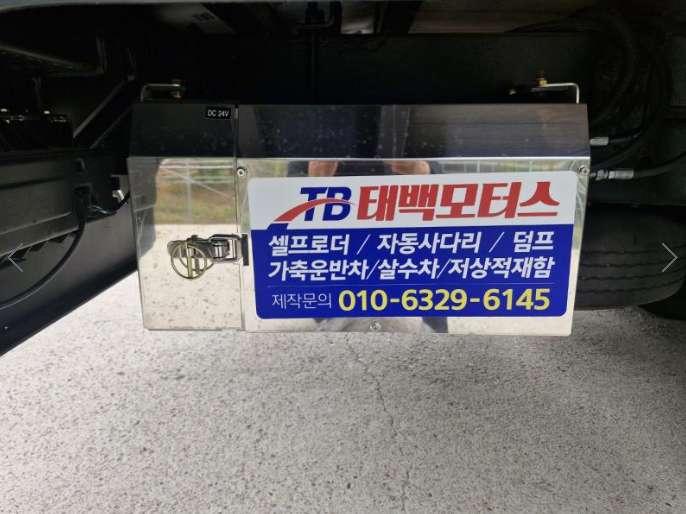 DC 24V
TB 태백모터스
셀프로더 / 자동사다리 / 덤프
가축운반차/살수차/저상적재함
제작문의 010-6329-6145